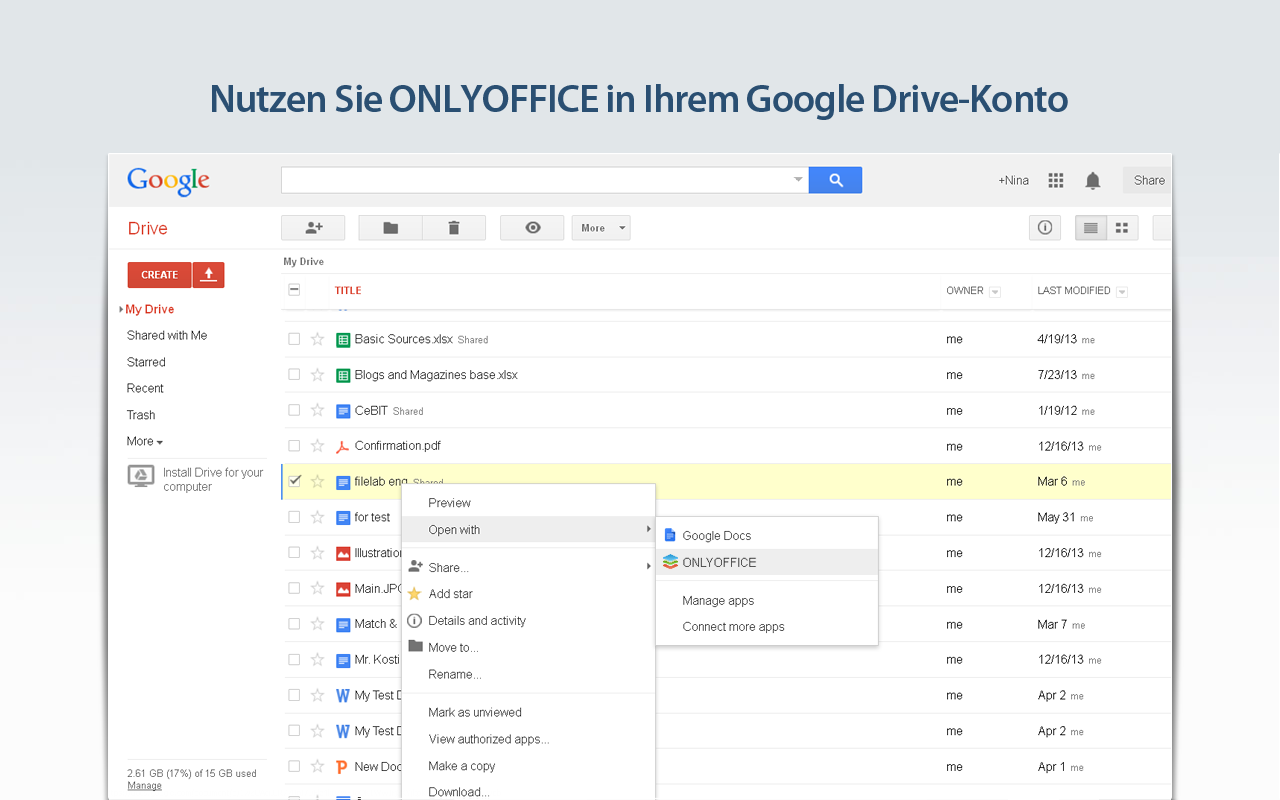 Nutzen Sie ONLYOFFICE in Ihrem Google Drive-Konto
Google
+Nina
Share
Drive
More
My Drive
CREATE
TITLE
OWNER
LAST MODIFIED
My Drive
Shared with Me
Starred
Recent
Trash
More
Install Drive for your
computer
2.61 GB (17%) of 15 GB used
Manage
Basic Sources.xlsx Shared me 4/19/13 me
Blogs and Magazines base.xlsx me 7/23/13 me
CeBIT Shared me 1/19/12 me
Confirmation.pdf me 12/16/13 me
filelab eng Shared me Mar 6 me
for test me May 31 me
Illustration me 12/16/13 me
Main.JPG me 12/16/13 me
Match & me Mar 7 me
Mr. Kosti me 12/16/13 me
My Test D me Apr 2 me
My Test D me Apr 2 me
New Doc me Apr 1 me
Preview
Open with
Share...
Add star
Details and activity
Move to...
Rename...
Mark as unviewed
View authorized apps...
Make a copy
Download...
Google Docs
ONLYOFFICE
Manage apps
Connect more apps